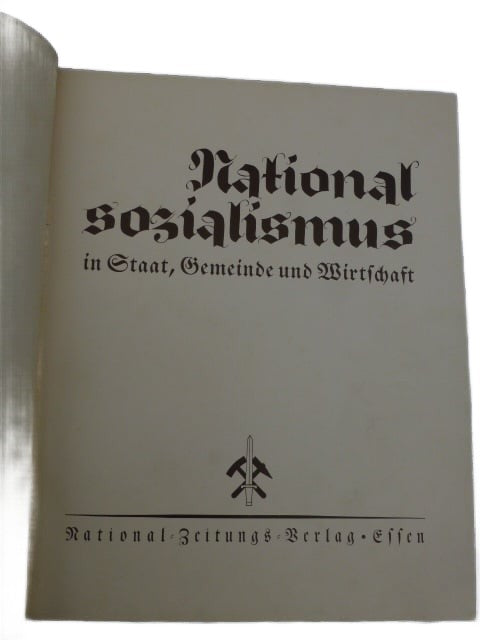 National
sozialismus
in Staat, Gemeinde und Wirtschaft
National-Zeitungs-Verlag • Essen